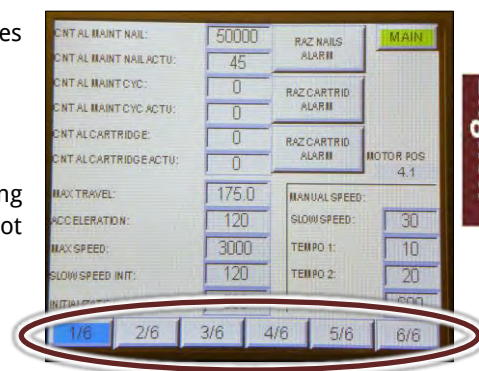 es
ng
ot
CNT AL MAINT NAIL: 50000 RAZ NAILS ALARM MAIN
CNT AL MAINT NAIL ACTU: 45
CNT AL MAINT CYC: 0 RAZ CARTRID ALARM
CNT AL MAINT CYC ACTU: 0
CNT AL CARTRIDGE: 0 RAZ CARTRID ALARM
CNT AL CARTRIDGE ACTU: 0 MOTOR POS
4.1
MAX TRAVEL: 175.0 MANUAL SPEED:
ACCELERATION: 120 SLOW SPEED: 30
MAX SPEED: 3000 TEMPO 1: 10
SLOW SPEED INIT: 120 TEMPO 2: 20
1/6 2/6 3/6 4/6 5/6 6/6